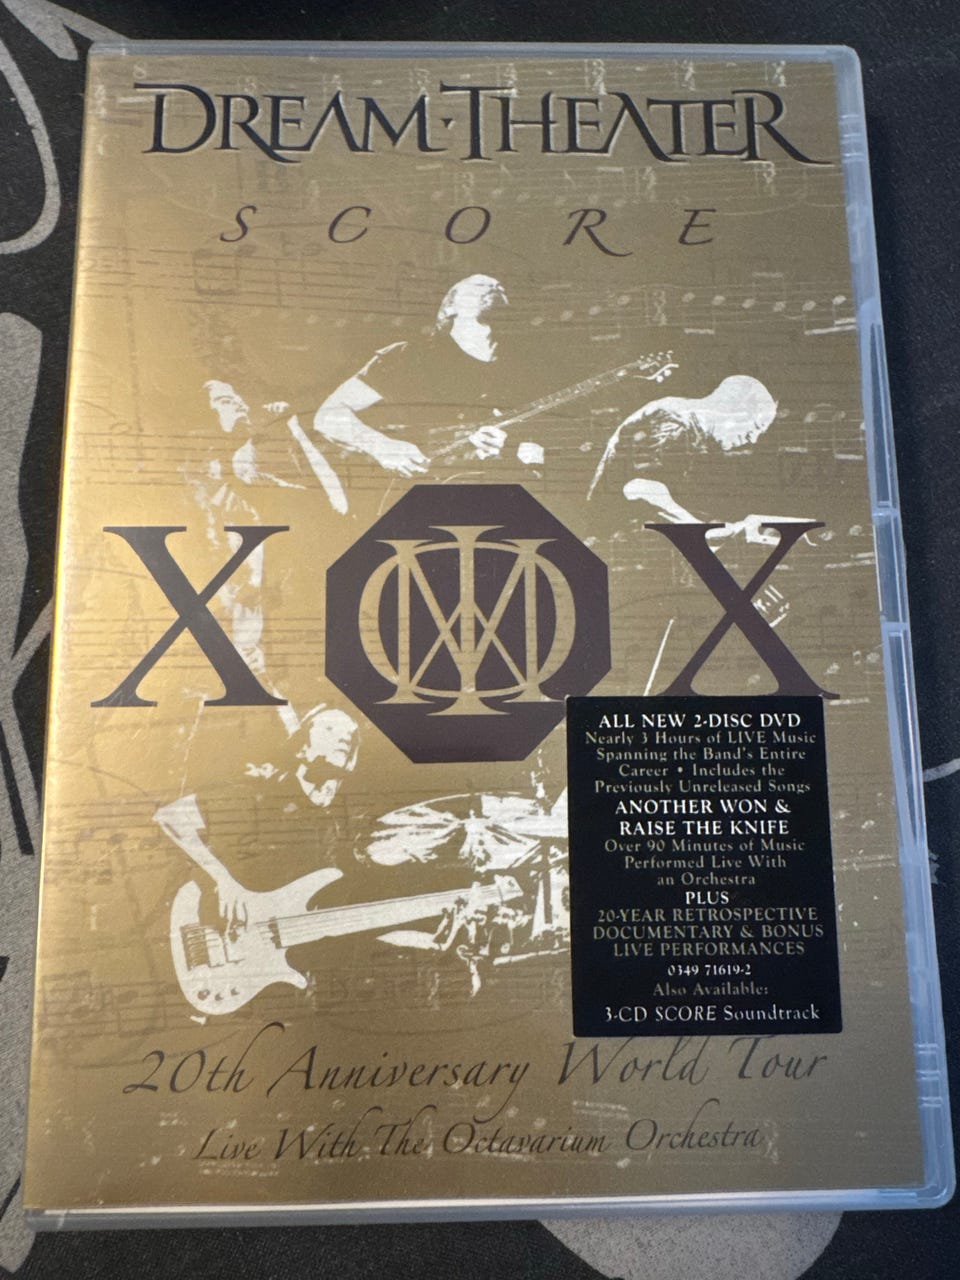 DREAM·THEATER
SCORE
X X
ALL NEW 2-DISC DVD
Nearly 3 Hours of LIVE Music
Spanning the Band's Entire
Career • Includes the
Previously Unreleased Songs
ANOTHER WON &
RAISE THE KNIFE
Over 90 Minutes of Music
Performed Live With
an Orchestra
PLUS
20-YEAR RETROSPECTIVE
DOCUMENTARY & BONUS
LIVE PERFORMANCES
0349 71619-2
Also Available:
3-CD SCORE Soundtrack
20th Anniversary World Tour
Live With The Octavarium Orchestra